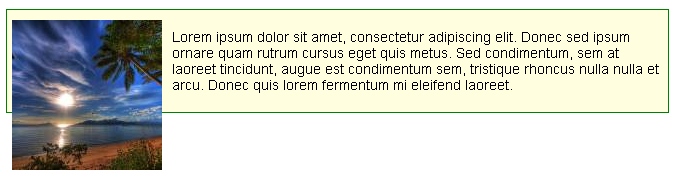 Lorem ipsum dolor sit amet, consectetur adipiscing elit. Donec sed ipsum
ornare quam rutrum cursus eget quis metus. Sed condimentum, sem at
laoreet tincidunt, augue est condimentum sem, tristique rhoncus nulla nulla et
arcu. Donec quis lorem fermentum mi eleifend laoreet.